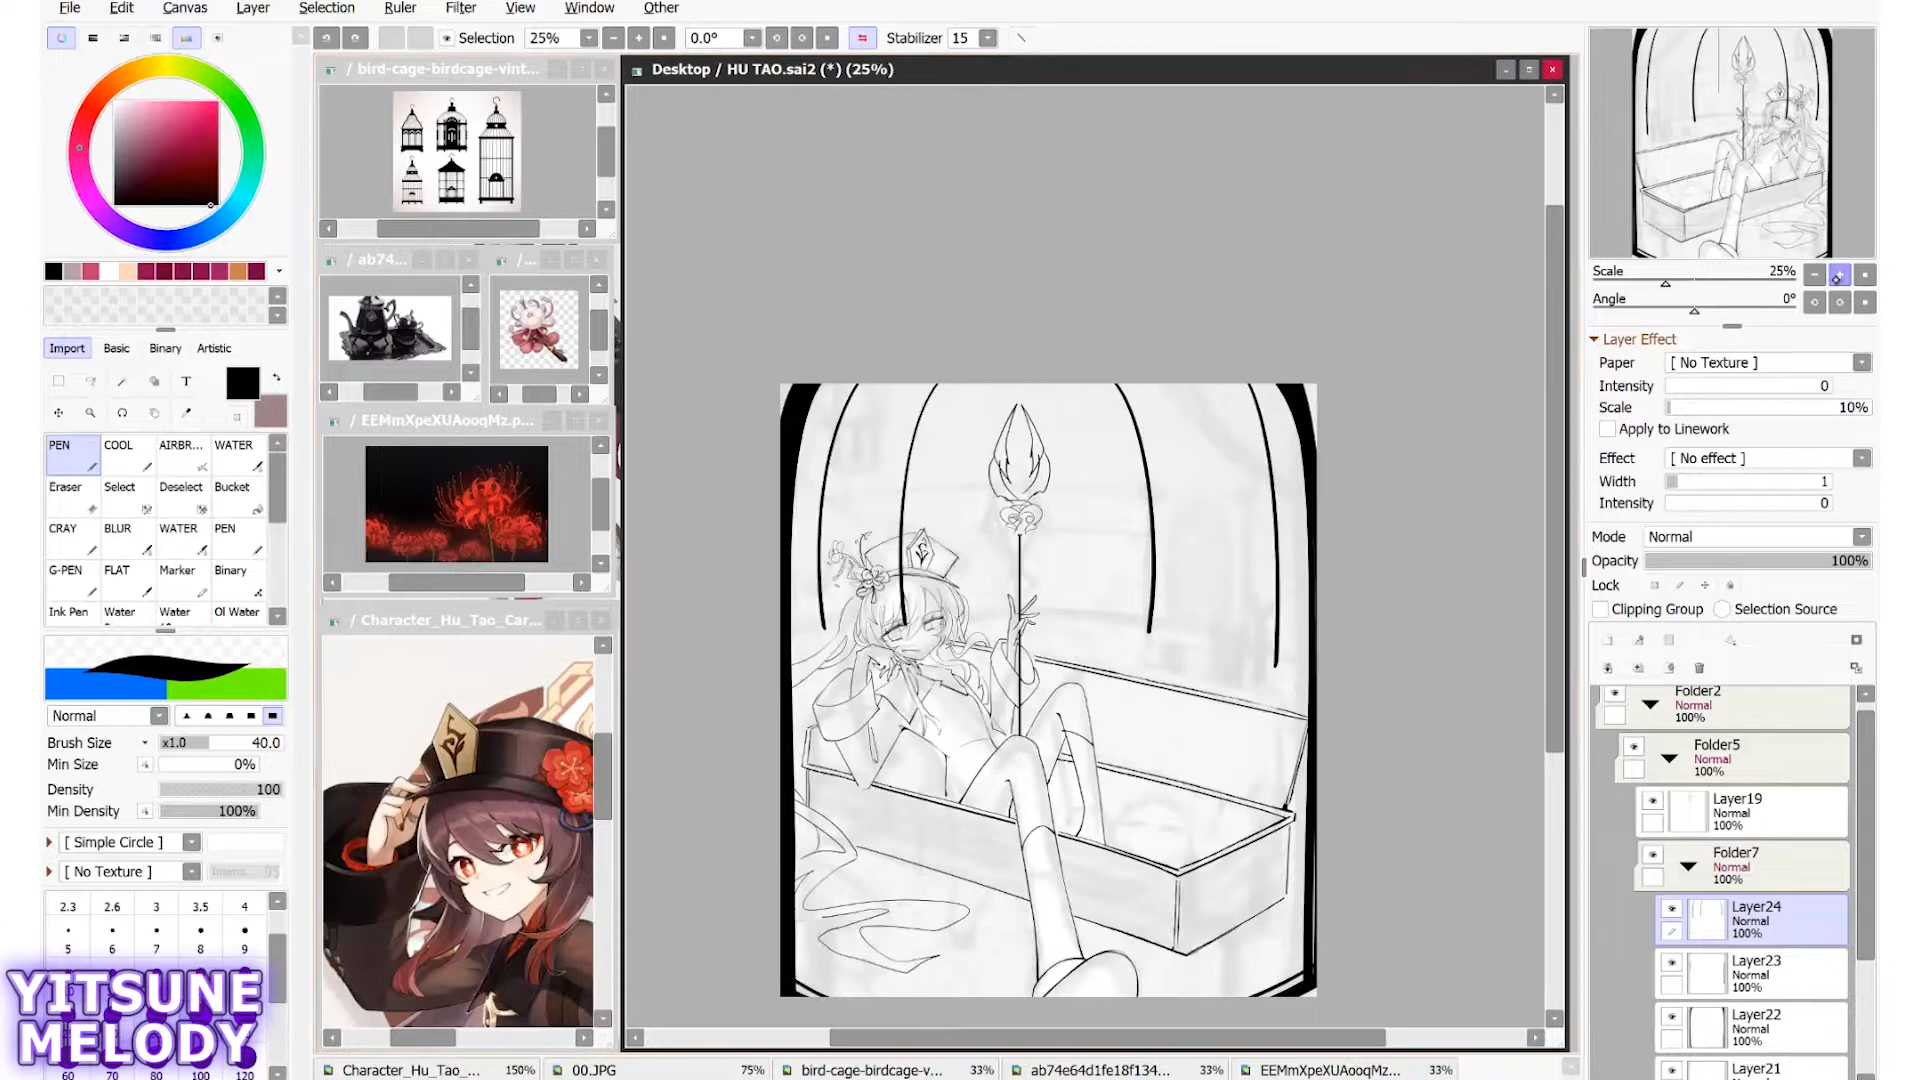 File Edit Canvas Layer Selection Ruler Filter View Window Other
Selection 25% 0.0° Stabilizer 15
/ bird-cage-birdcage-vint...
Desktop / HU TAO.sai2 (*) (25%)
/ ab74... /...
/ EEMmXpeXUAooqMz.p...
/ Character_Hu_Tao_Car...
Import Basic Binary Artistic
T
PEN COOL AIRBR... WATER
Eraser Select Deselect Bucket
CRAY BLUR WATER PEN
G-PEN FLAT Marker Binary
Ink Pen Water Water Ol Water
Normal
Brush Size x1.0 40.0
Min Size 0%
Density 100
Min Density 100%
[ Simple Circle ]
[ No Texture ] 95
2.3 2.6 3 3.5 4
5 6 7 8 9
60 70 80 100 120
YITSUNE
MELODY
Scale 25%
Angle 0°
Layer Effect
Paper [ No Texture ]
Intensity 0
Scale 10%
Apply to Linework
Effect [ No effect ]
Width 1
Intensity 0
Mode Normal
Opacity 100%
Lock
Clipping Group Selection Source
Folder2
Normal
100%
Folder5
Normal
100%
Layer19
Normal
100%
Folder7
Normal
100%
Layer24
Normal
100%
Layer23
Normal
100%
Layer22
Normal
100%
Layer21
Normal
Character_Hu_Tao_... 150% 00.JPG 75% bird-cage-birdcage-v... 33% ab74e64d1fe18f134... 33% EEMmXpeXUAooqMz... 33%